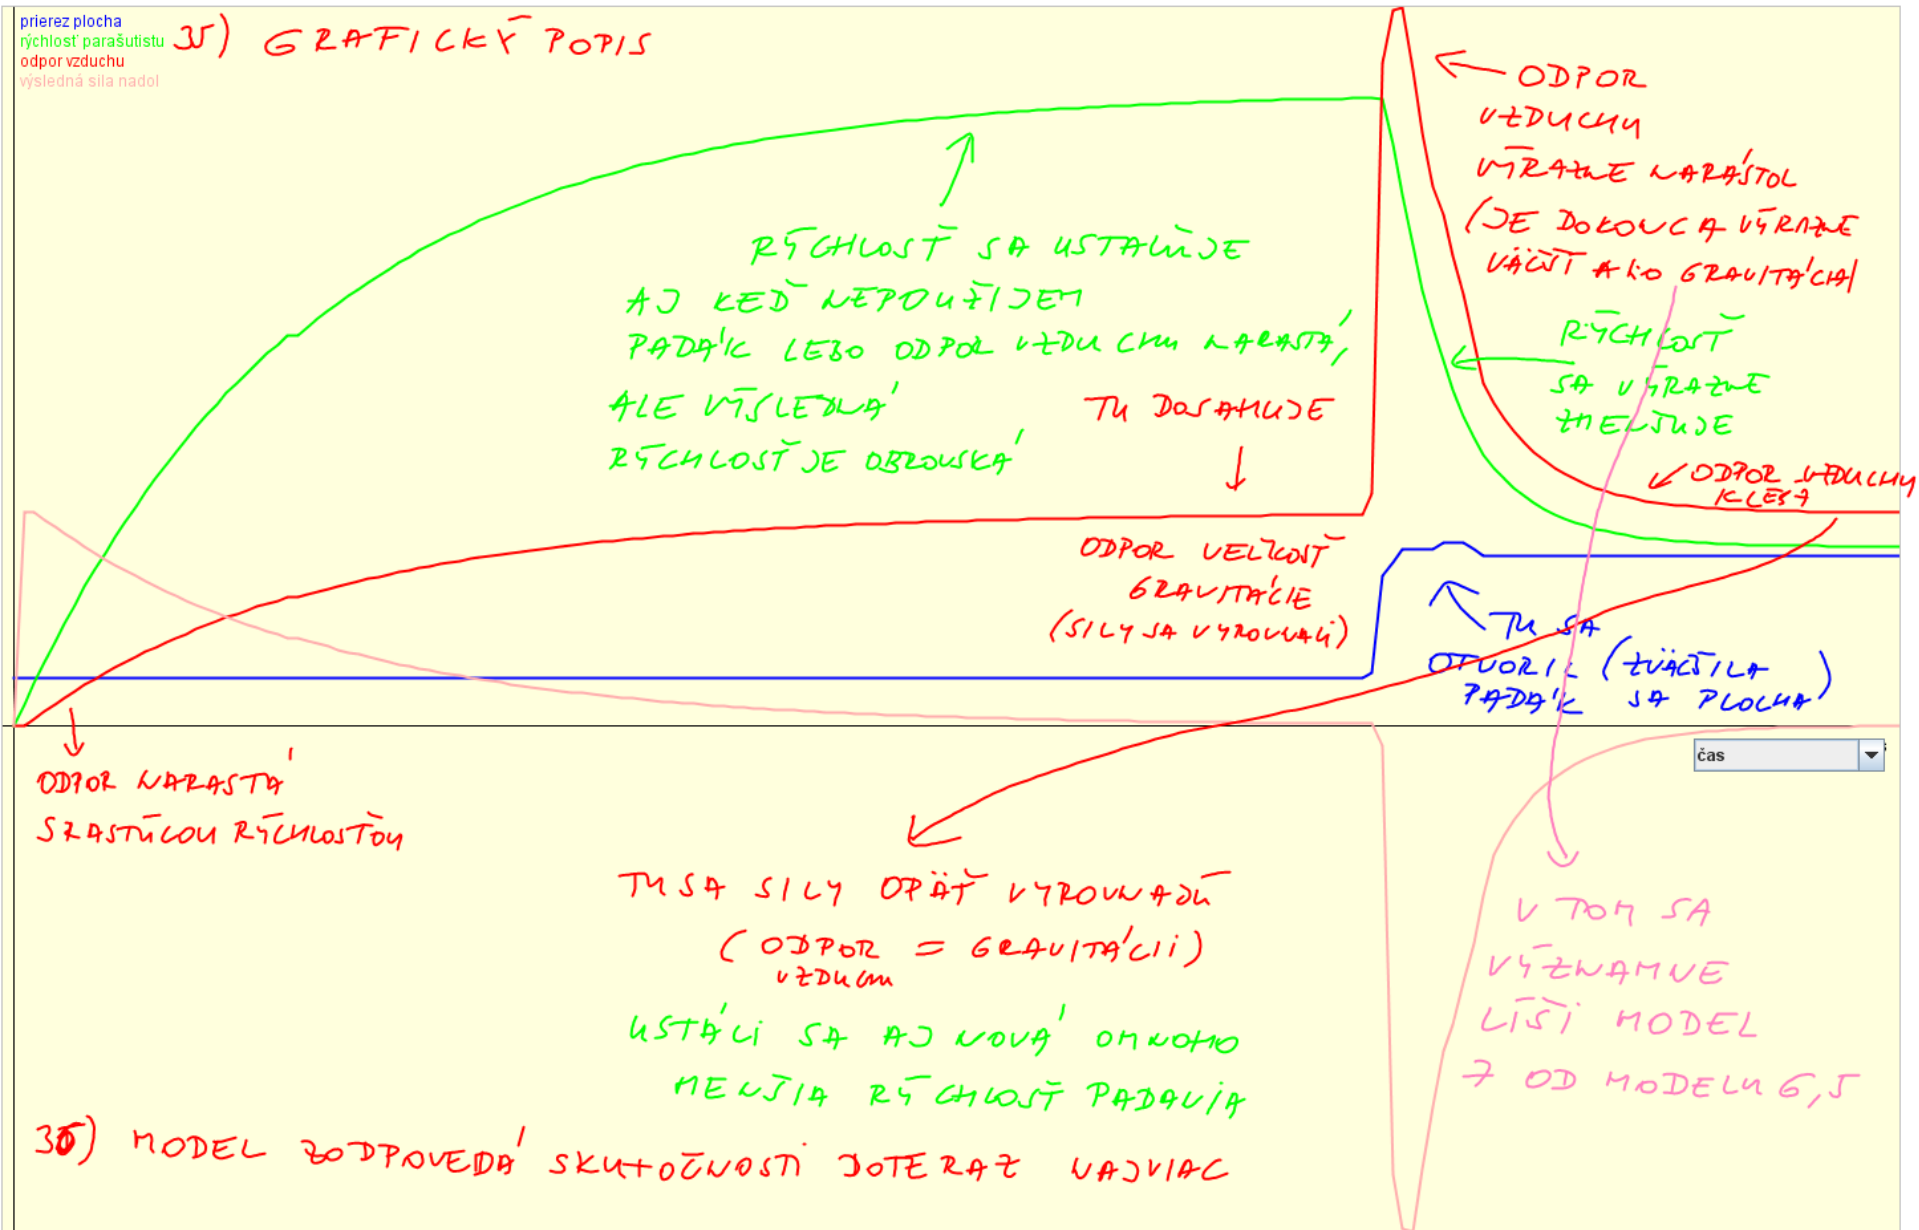 prierez plocha
rýchlosť parašutistu
odpor vzduchu
výsledná sila nadol
35) GRAFICKÝ POPIS
ODPOR
VZDUCHU
VÝRAZNE NARÁSTOL
(JE DOKONCA VÝRAZNE
VÄČŠÍ AKO GRAVITÁCIA)
RÝCHLOSŤ SA USTAĽUJE
AJ KEĎ NEPOUŽIJEM
PADÁK LEBO ODPOR VZDUCHU NARASTÁ,
ALE VÝSLEDNÁ
RÝCHLOSŤ JE OBROVSKÁ
RÝCHLOSŤ
SA VÝRAZNE
ZMENŠUJE
TU DOSAHUJE
ODPOR VEĽKOSŤ
GRAVITÁCIE
(SILY SA VYROVNALI)
ODPOR VZDUCHU
KLESÁ
TU SA
OTVORIL (ZVÄČŠILA
PADÁK SA PLOCHA)
čas
ODPOR NARASTÁ
S RASTÚCOU RÝCHLOSŤOU
TU SA SILY OPÄŤ VYROVNAJÚ
(ODPOR = GRAVITÁCII)
VZDUCHU
USTÁLI SA AJ NOVÁ OMNOHO
MENŠIA RÝCHLOSŤ PADANIA
V TOM SA
VÝZNAMNE
LÍŠI MODEL
7 OD MODELU 6,5
MODEL ZODPOVEDÁ SKUTOČNOSTI DOTERAZ NAJVIAC